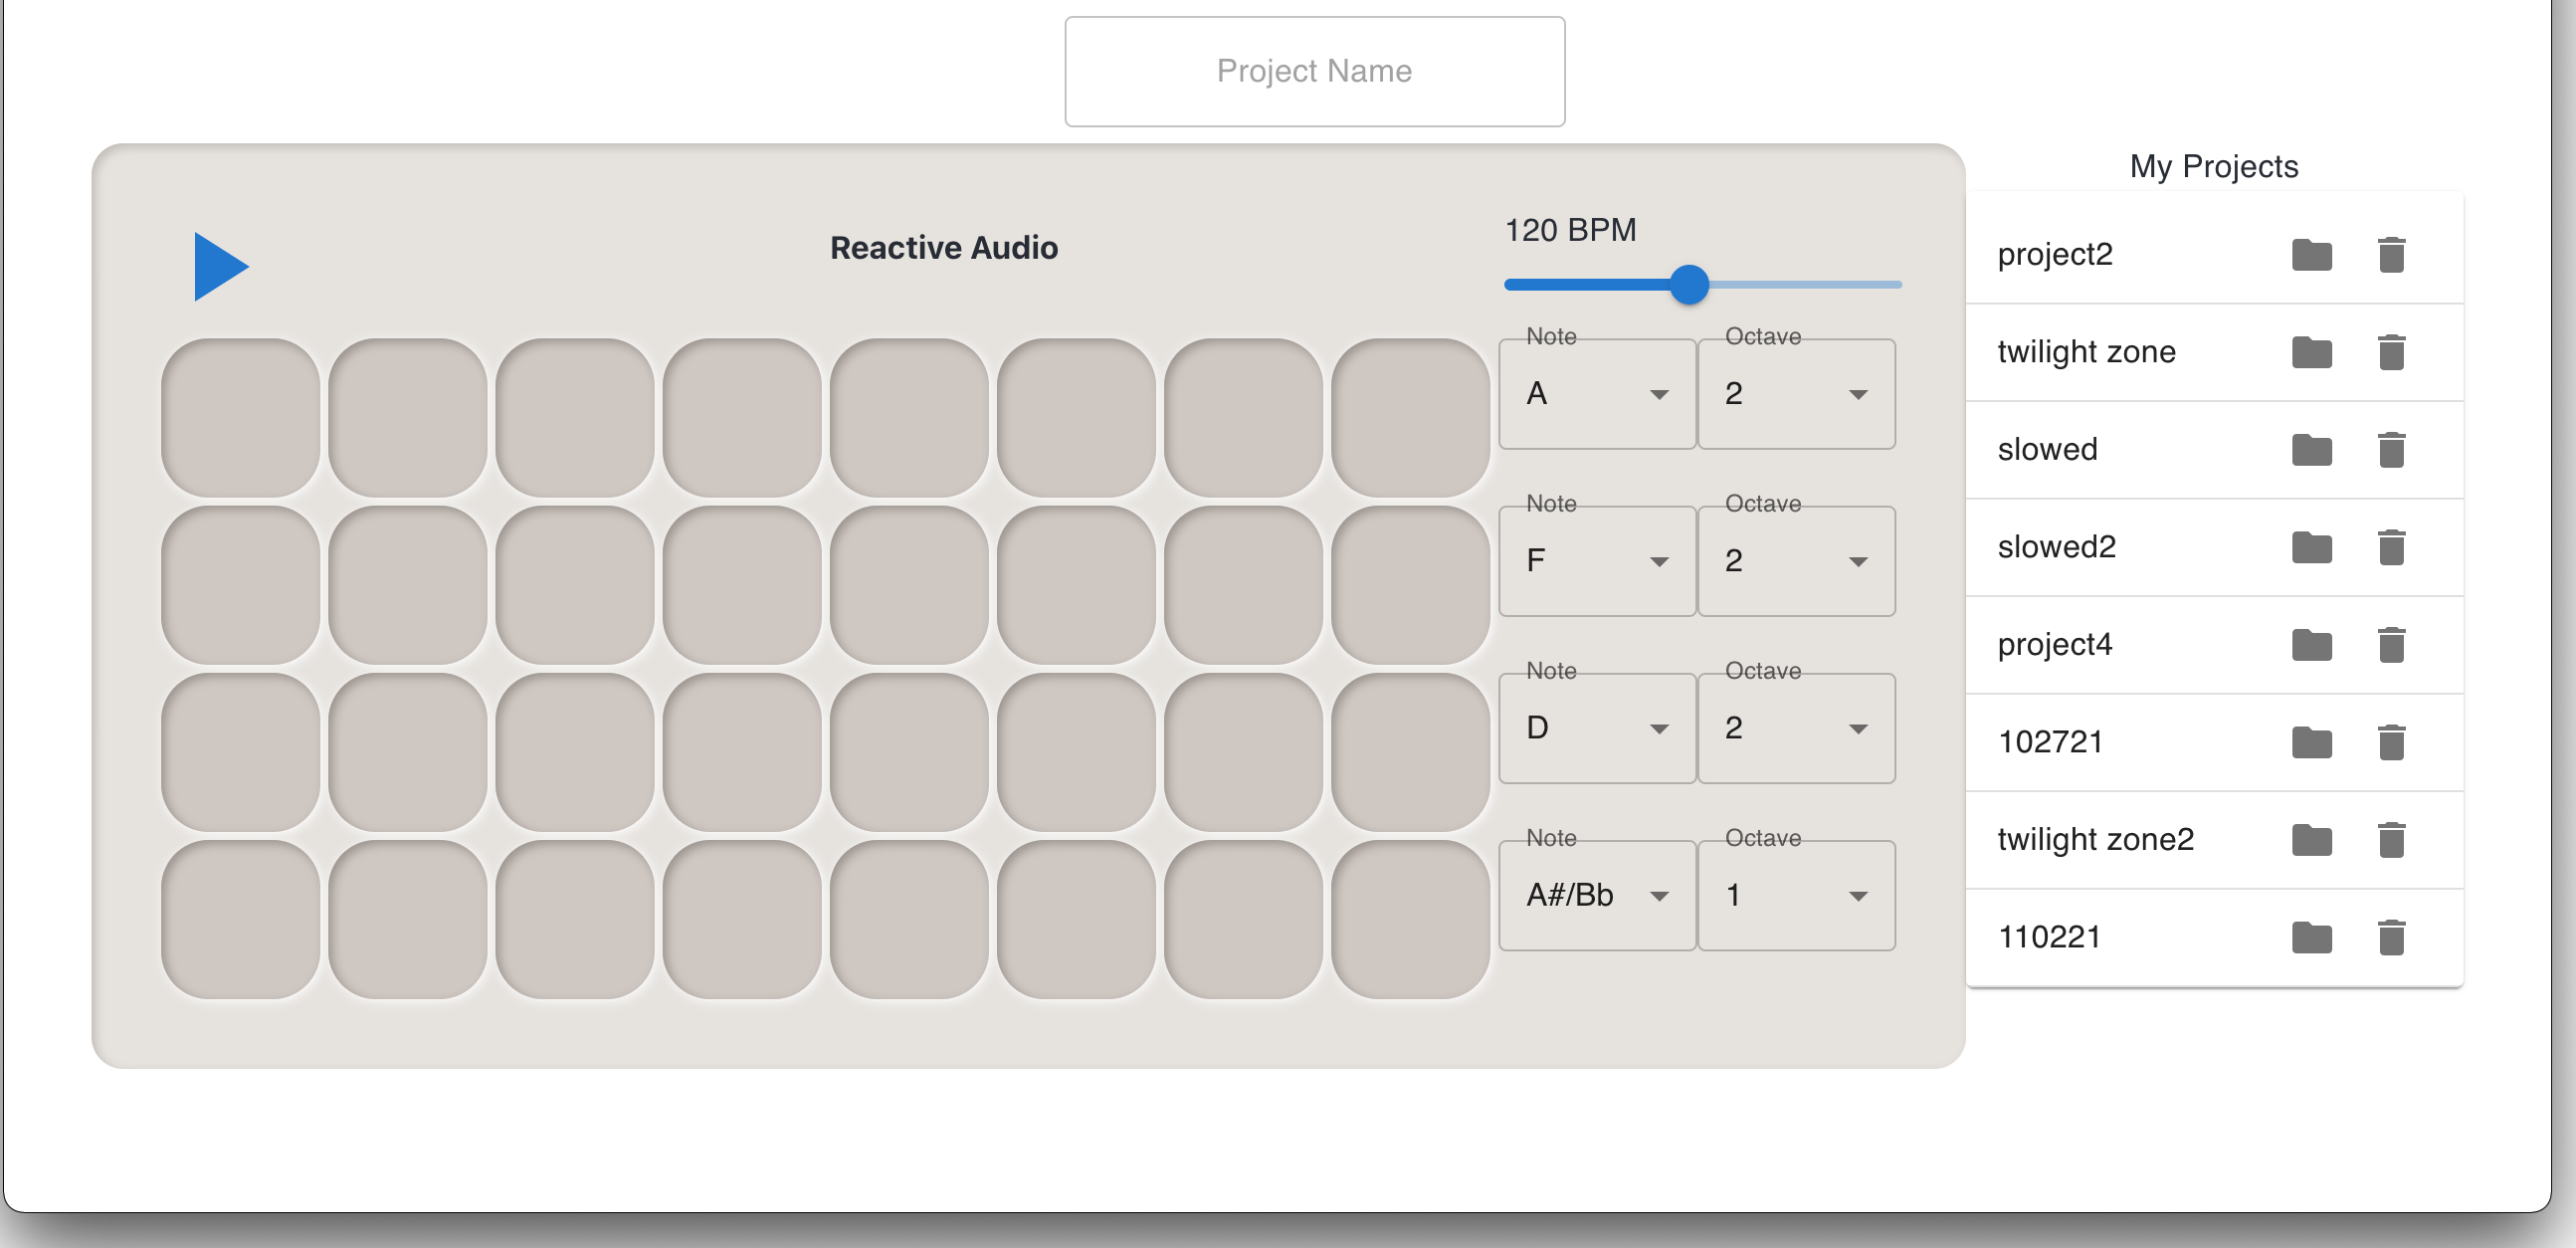 Project Name
Reactive Audio
120 BPM
Note Octave
A 2
Note Octave
F 2
Note Octave
D 2
Note Octave
A#/Bb 1
My Projects
project2
twilight zone
slowed
slowed2
project4
102721
twilight zone2
110221